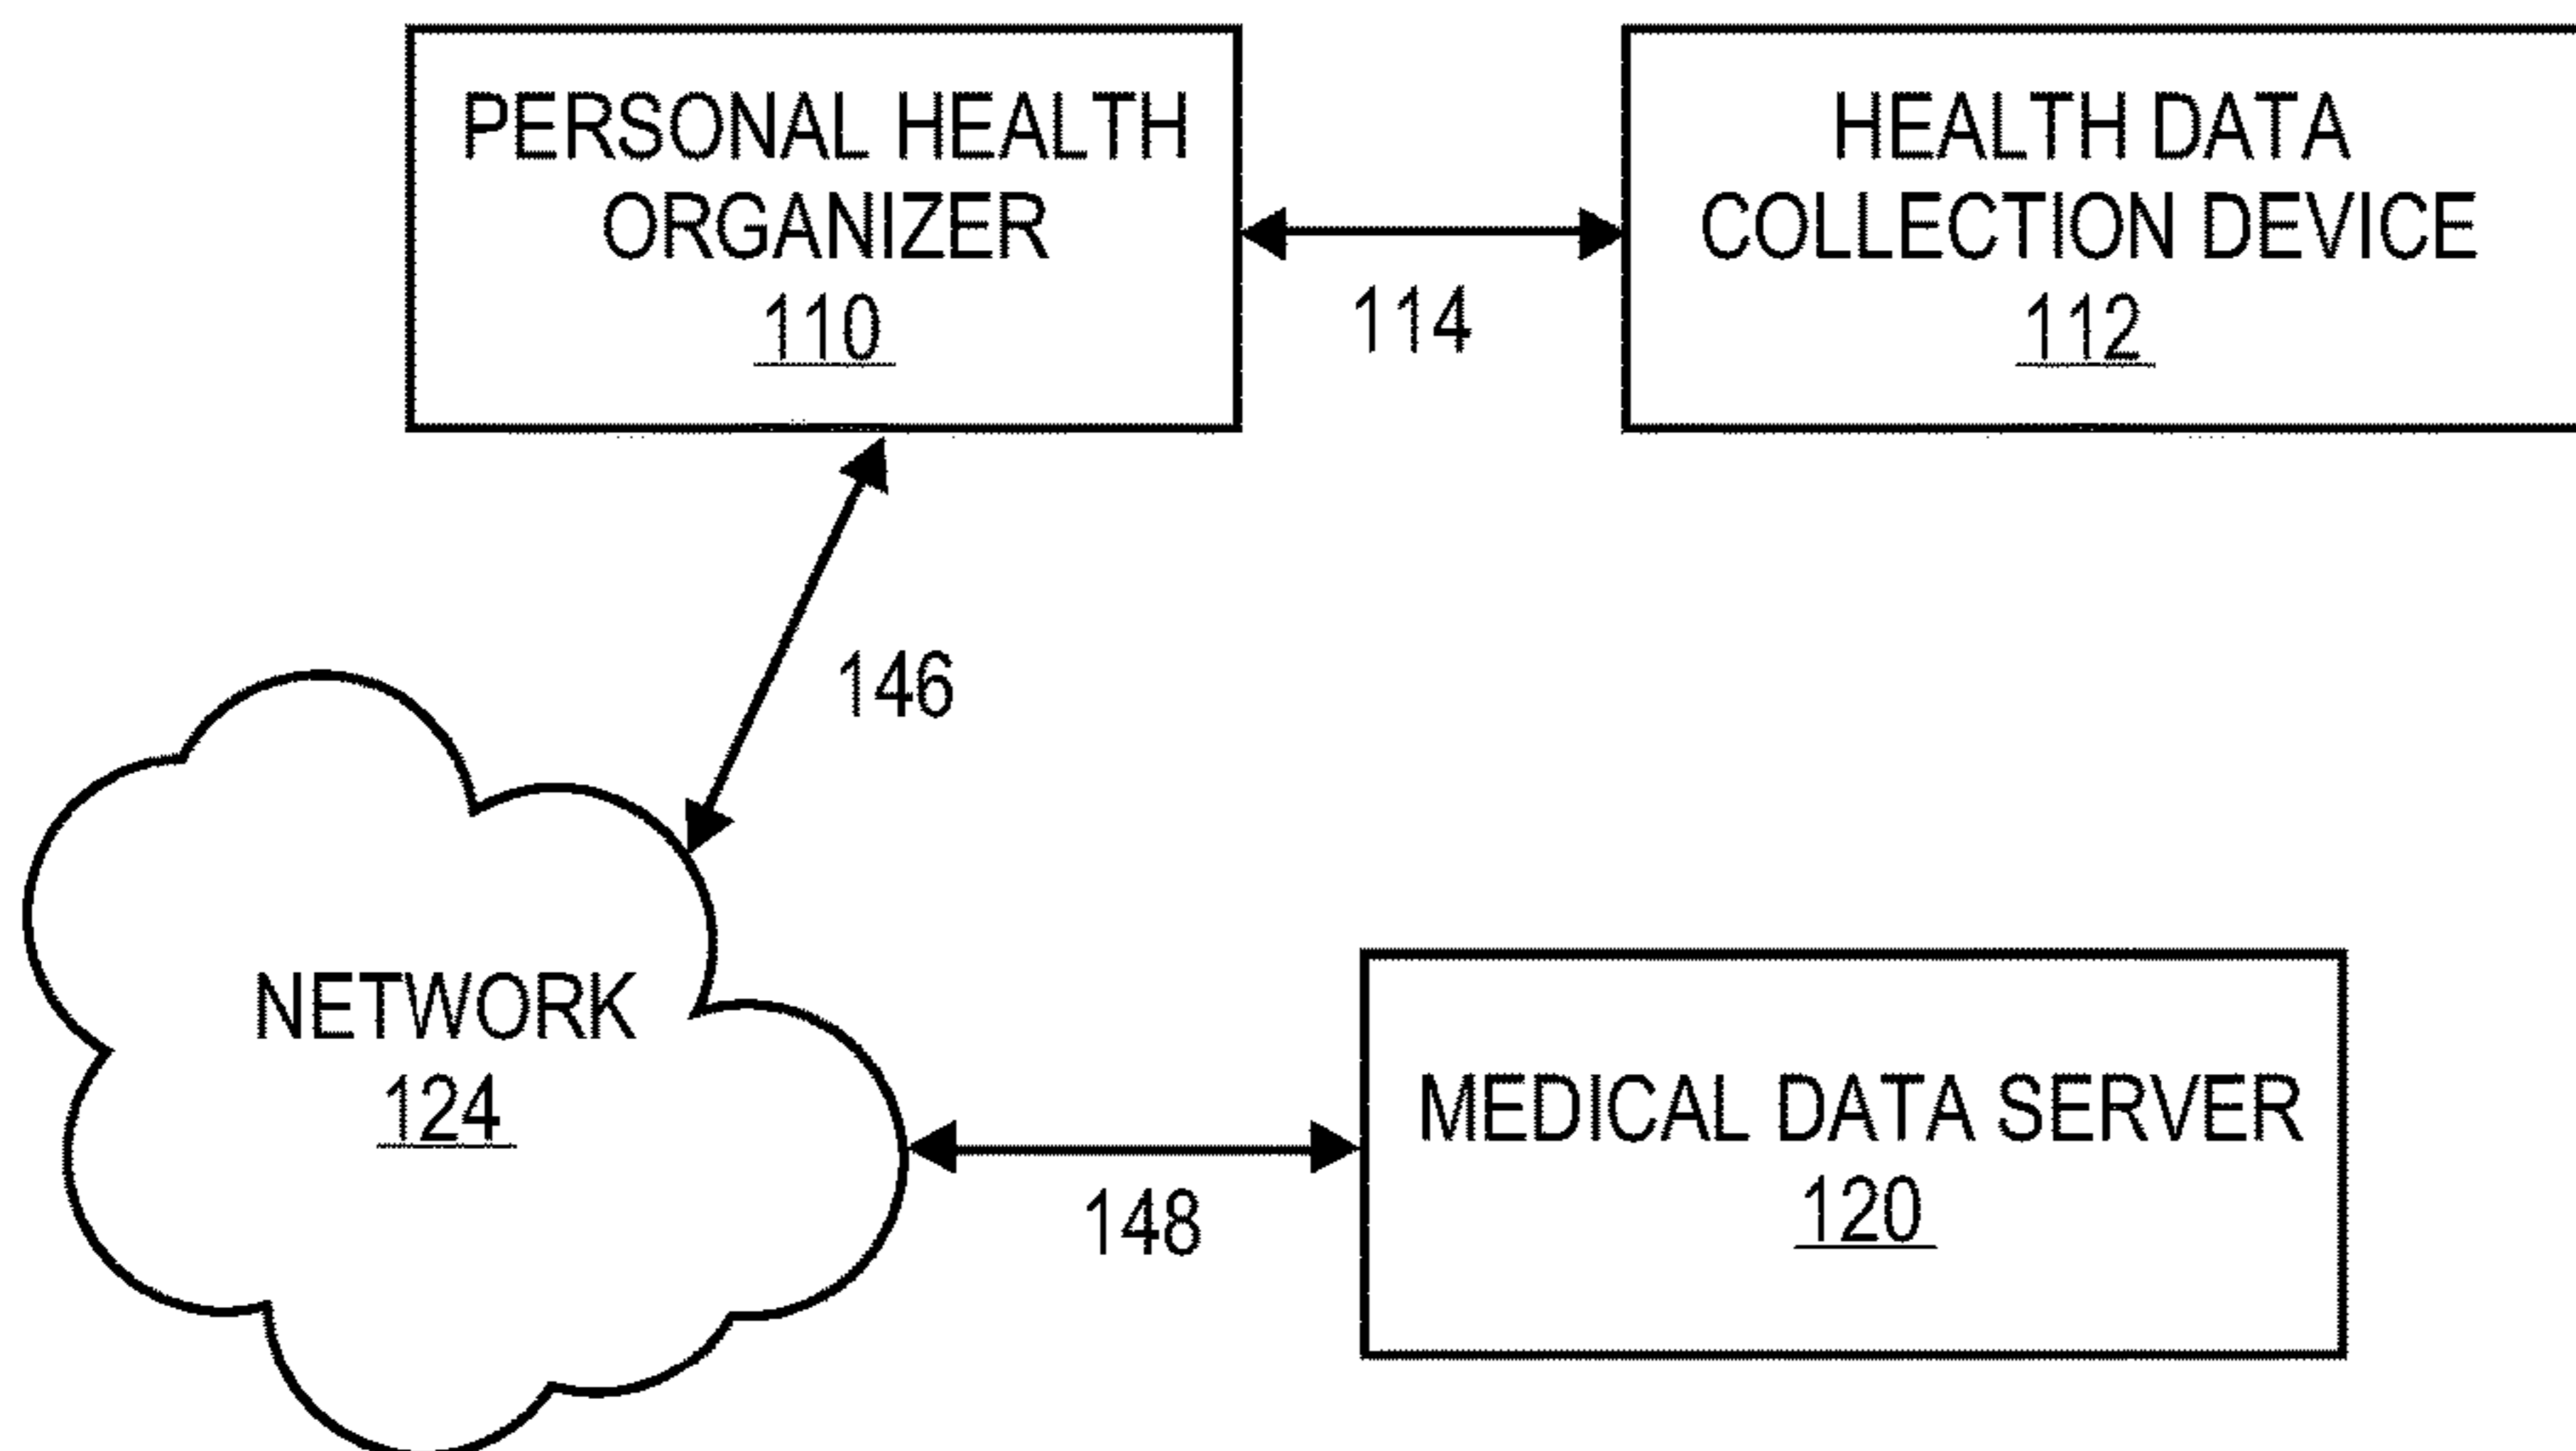 PERSONAL HEALTH
ORGANIZER
110
114
HEALTH DATA
COLLECTION DEVICE
112
146
NETWORK
124
148
MEDICAL DATA SERVER
120